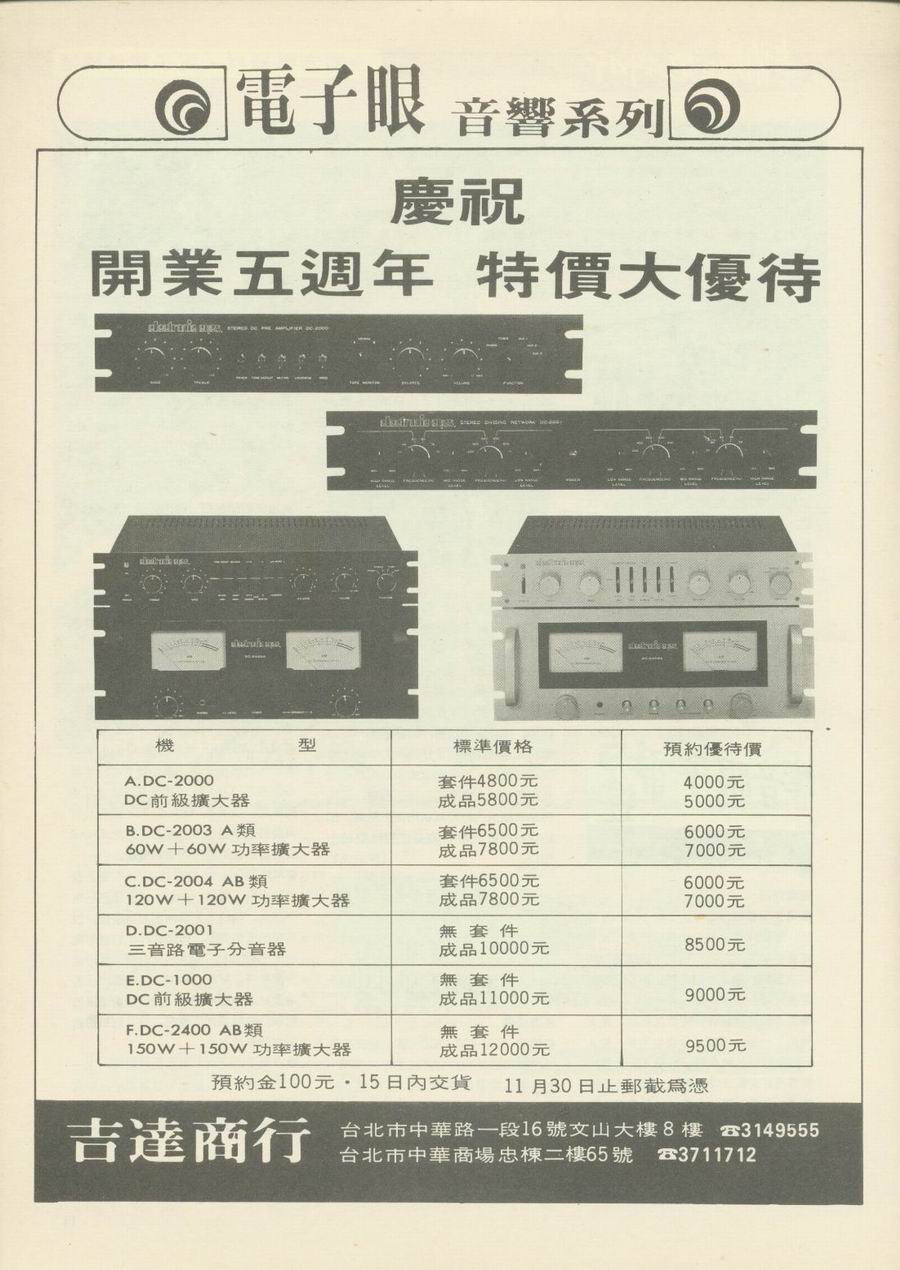 電子眼 音響系列
慶祝
開業五週年 特價大優待
STEREO DC PRE AMPLIFIER DC-2000
BASS TREBLE TAPE MONITOR BALANCE VOLUME FUNCTION
STEREO DIVIDING NETWORK DC-2001
機 型 標準價格 預約優待價
A.DC-2000 套件4800元 4000元
DC前級擴大器 成品5800元 5000元
B.DC-2003 A類 套件6500元 6000元
60W+60W 功率擴大器 成品7800元 7000元
C.DC-2004 AB類 套件6500元 6000元
120W+120W 功率擴大器 成品7800元 7000元
D.DC-2001 無 套 件
三音路電子分音器 成品10000元 8500元
E.DC-1000 無 套 件
DC前級擴大器 成品11000元 9000元
F.DC-2400 AB類 無 套 件
150W+150W 功率擴大器 成品12000元 9500元
預約金100元・15日內交貨 11月30日止郵截爲憑
吉達商行
台北市中華路一段16號文山大樓8樓 ☎3149555
台北市中華商場忠棟二樓65號 ☎3711712